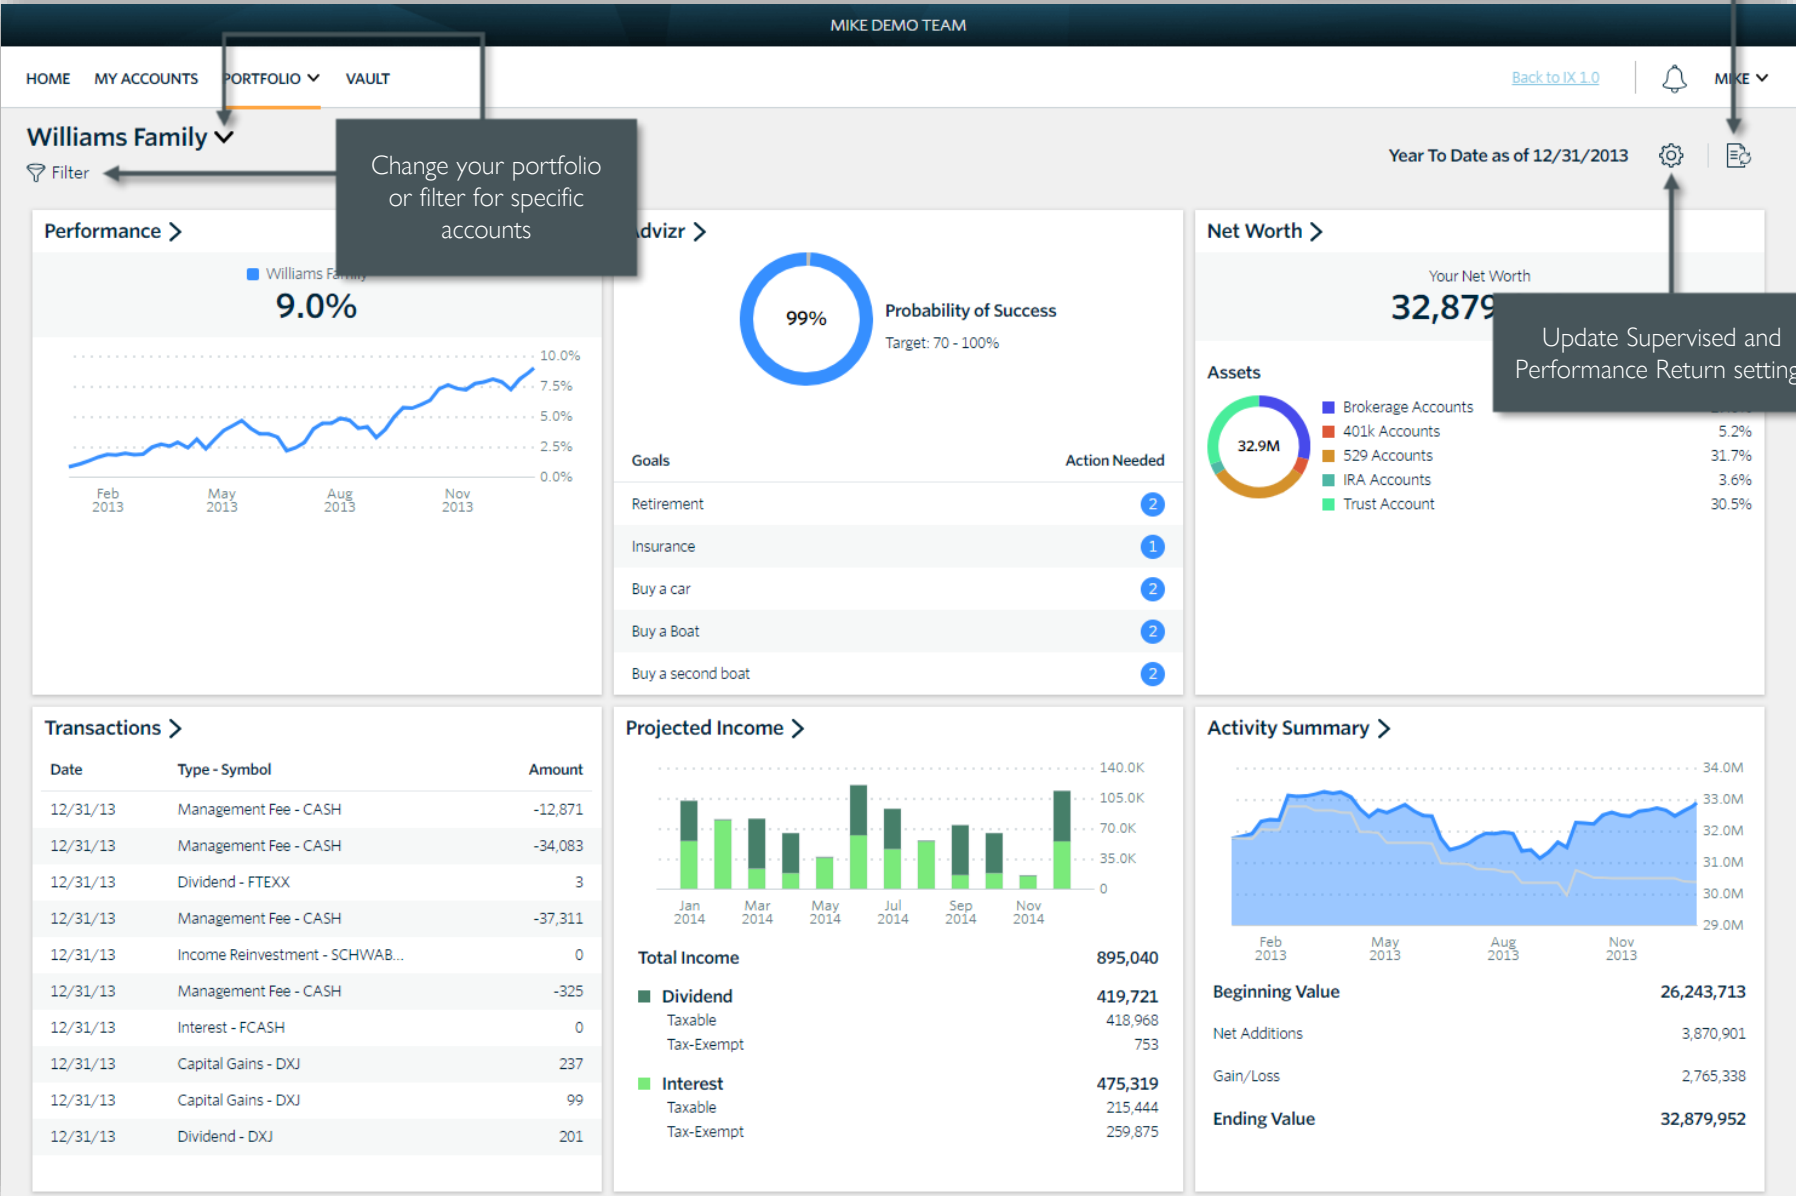 MIKE DEMO TEAM
HOME MY ACCOUNTS PORTFOLIO VAULT Back to IX 1.0 MIKE
Williams Family
Filter
Change your portfolio
or filter for specific
accounts
Year To Date as of 12/31/2013
Performance
Williams Family
9.0%
10.0%
7.5%
5.0%
2.5%
0.0%
Feb May Aug Nov
2013 2013 2013 2013
Advizr
99%
Probability of Success
Target: 70 - 100%
Goals Action Needed
Retirement 2
Insurance 1
Buy a car 2
Buy a Boat 2
Buy a second boat 2
Net Worth
Your Net Worth
32,879
Update Supervised and
Performance Return setting
Assets
32.9M
Brokerage Accounts
401k Accounts 5.2%
529 Accounts 31.7%
IRA Accounts 3.6%
Trust Account 30.5%
Transactions
Date Type - Symbol Amount
12/31/13 Management Fee - CASH -12,871
12/31/13 Management Fee - CASH -34,083
12/31/13 Dividend - FTEXX 3
12/31/13 Management Fee - CASH -37,311
12/31/13 Income Reinvestment - SCHWAB... 0
12/31/13 Management Fee - CASH -325
12/31/13 Interest - FCASH 0
12/31/13 Capital Gains - DXJ 237
12/31/13 Capital Gains - DXJ 99
12/31/13 Dividend - DXJ 201
Projected Income
140.0K
105.0K
70.0K
35.0K
0
Jan Mar May Jul Sep Nov
2014 2014 2014 2014 2014 2014
Total Income 895,040
Dividend 419,721
Taxable 418,968
Tax-Exempt 753
Interest 475,319
Taxable 215,444
Tax-Exempt 259,875
Activity Summary
34.0M
33.0M
32.0M
31.0M
30.0M
29.0M
Feb May Aug Nov
2013 2013 2013 2013
Beginning Value 26,243,713
Net Additions 3,870,901
Gain/Loss 2,765,338
Ending Value 32,879,952